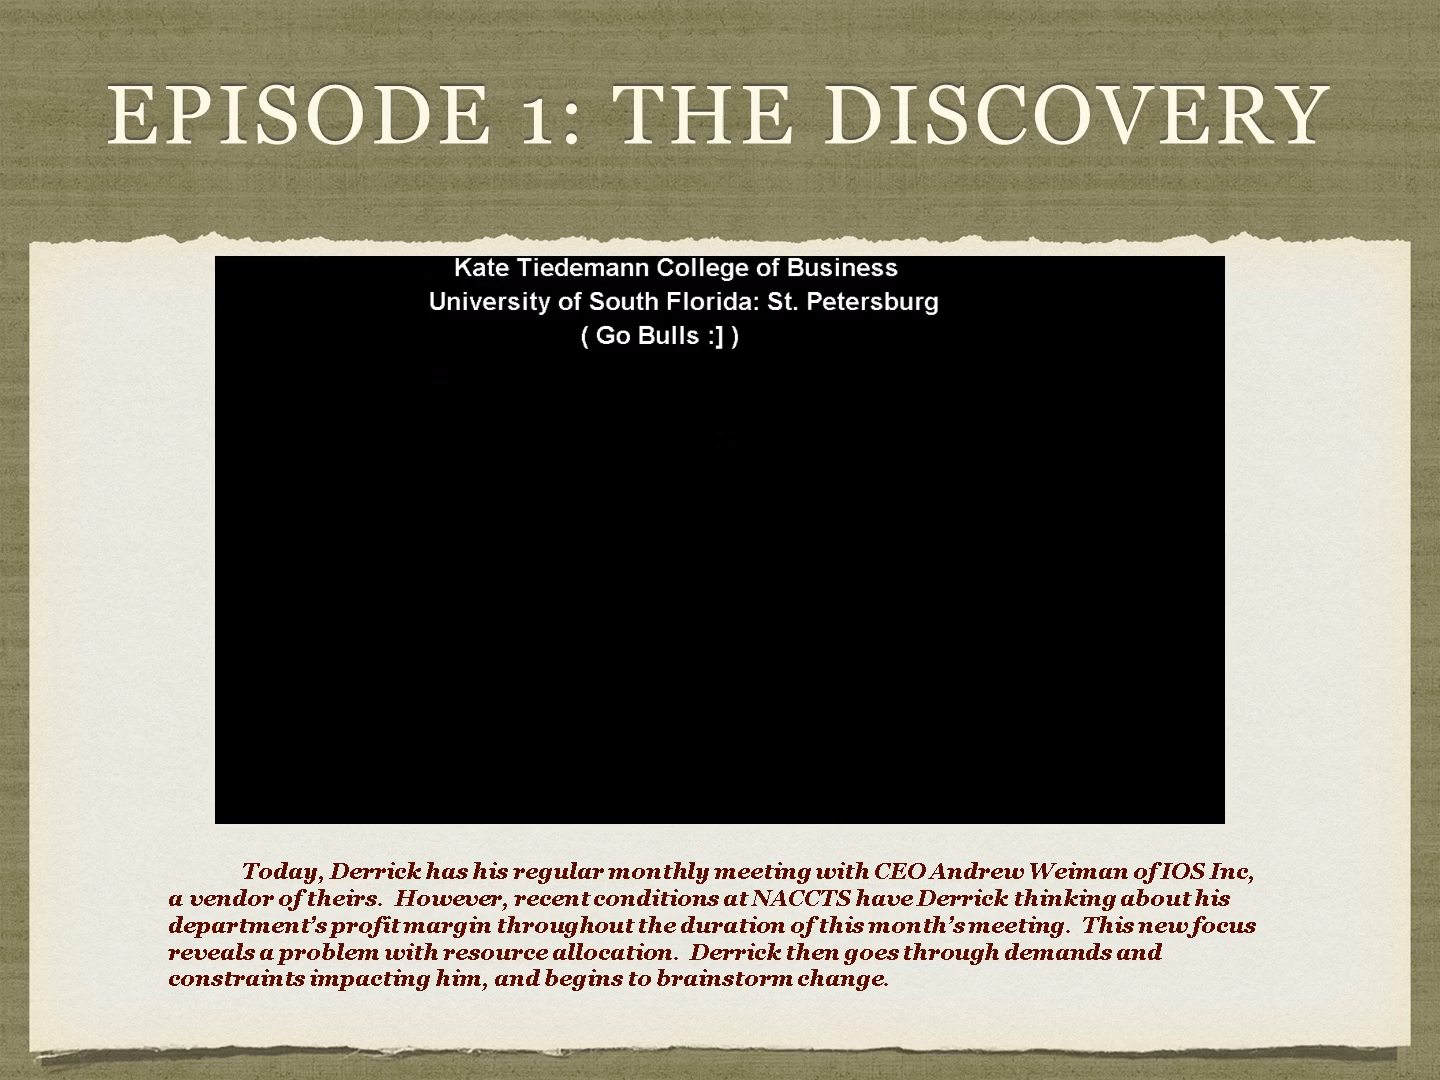 EPISODE 1: THE DISCOVERY
Kate Tiedemann College of Business
University of South Florida: St. Petersburg
( Go Bulls :] )
Today, Derrick has his regular monthly meeting with CEO Andrew Weiman of IOS Inc,
a vendor of theirs.  However, recent conditions at NACCTS have Derrick thinking about his
department's profit margin throughout the duration of this month's meeting.  This new focus
reveals a problem with resource allocation.  Derrick then goes through demands and
constraints impacting him, and begins to brainstorm change.